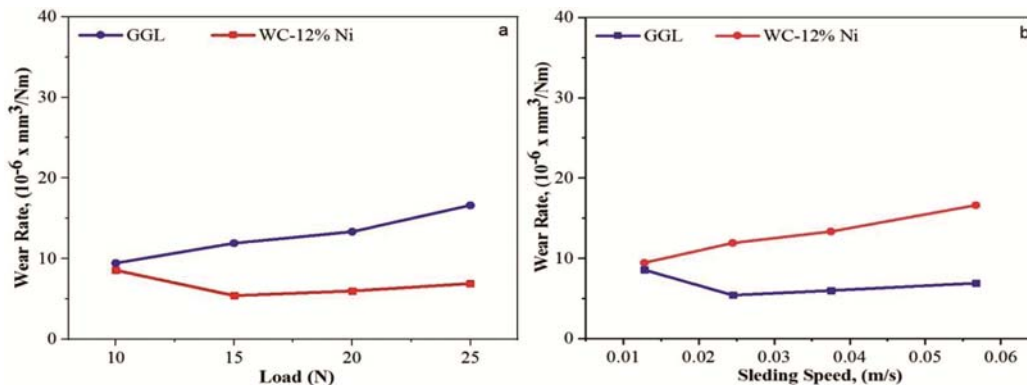 GGL WC-12% Ni a
Wear Rate, (10⁻⁶ x mm³/Nm)
40
30
20
10
0
10 15 20 25
Load (N)
GGL WC-12% Ni b
Wear Rate, (10⁻⁶ x mm³/Nm)
40
30
20
10
0
0.01 0.02 0.03 0.04 0.05 0.06
Sleding Speed, (m/s)